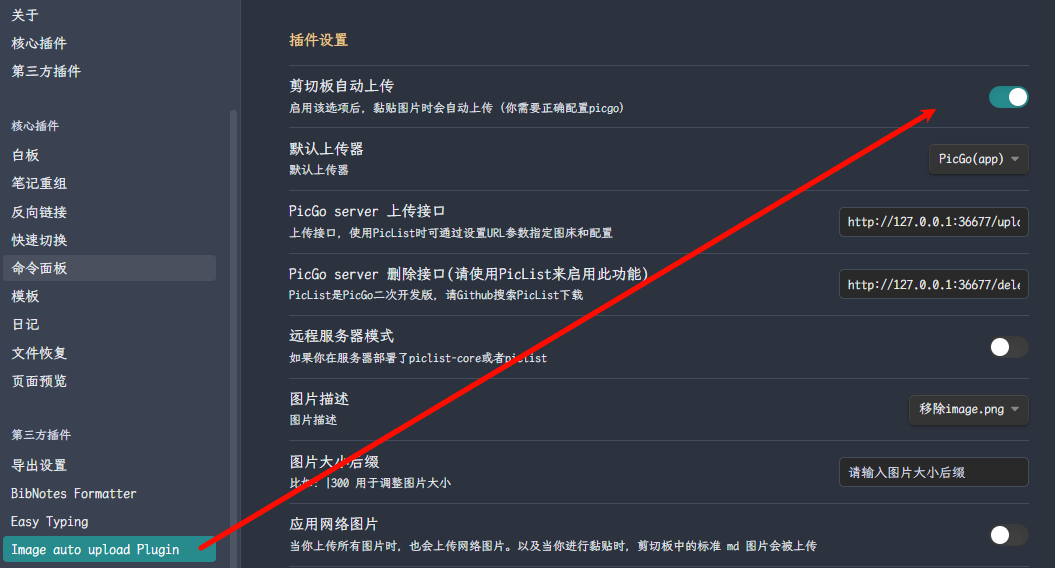 关于
核心插件
第三方插件
核心插件
白板
笔记重组
反向链接
快速切换
命令面板
模板
日记
文件恢复
页面预览
第三方插件
导出设置
BibNotes Formatter
Easy Typing
Image auto upload Plugin
插件设置
剪切板自动上传
启用该选项后，黏贴图片时会自动上传（你需要正确配置picgo）
默认上传器
默认上传器
PicGo(app)
PicGo server 上传接口
上传接口，使用PicList时可通过设置URL参数指定图床和配置
http://127.0.0.1:36677/uplo
PicGo server 删除接口(请使用PicList来启用此功能)
PicList是PicGo二次开发版，请Github搜索PicList下载
http://127.0.0.1:36677/dele
远程服务器模式
如果你在服务器部署了piclist-core或者piclist
图片描述
图片描述
移除image.png
图片大小后缀
比如：|300 用于调整图片大小
请输入图片大小后缀
应用网络图片
当你上传所有图片时，也会上传网络图片。以及当你进行黏贴时，剪切板中的标准 md 图片会被上传